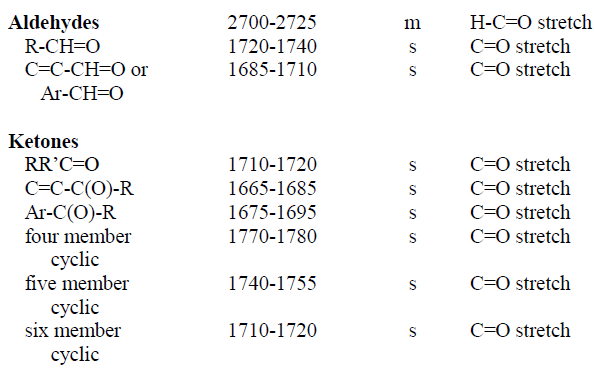 Aldehydes 2700-2725 m H-C=O stretch
R-CH=O 1720-1740 s C=O stretch
C=C-CH=O or 1685-1710 s C=O stretch
Ar-CH=O
Ketones
RR’C=O 1710-1720 s C=O stretch
C=C-C(O)-R 1665-1685 s C=O stretch
Ar-C(O)-R 1675-1695 s C=O stretch
four member 1770-1780 s C=O stretch
cyclic
five member 1740-1755 s C=O stretch
cyclic
six member 1710-1720 s C=O stretch
cyclic